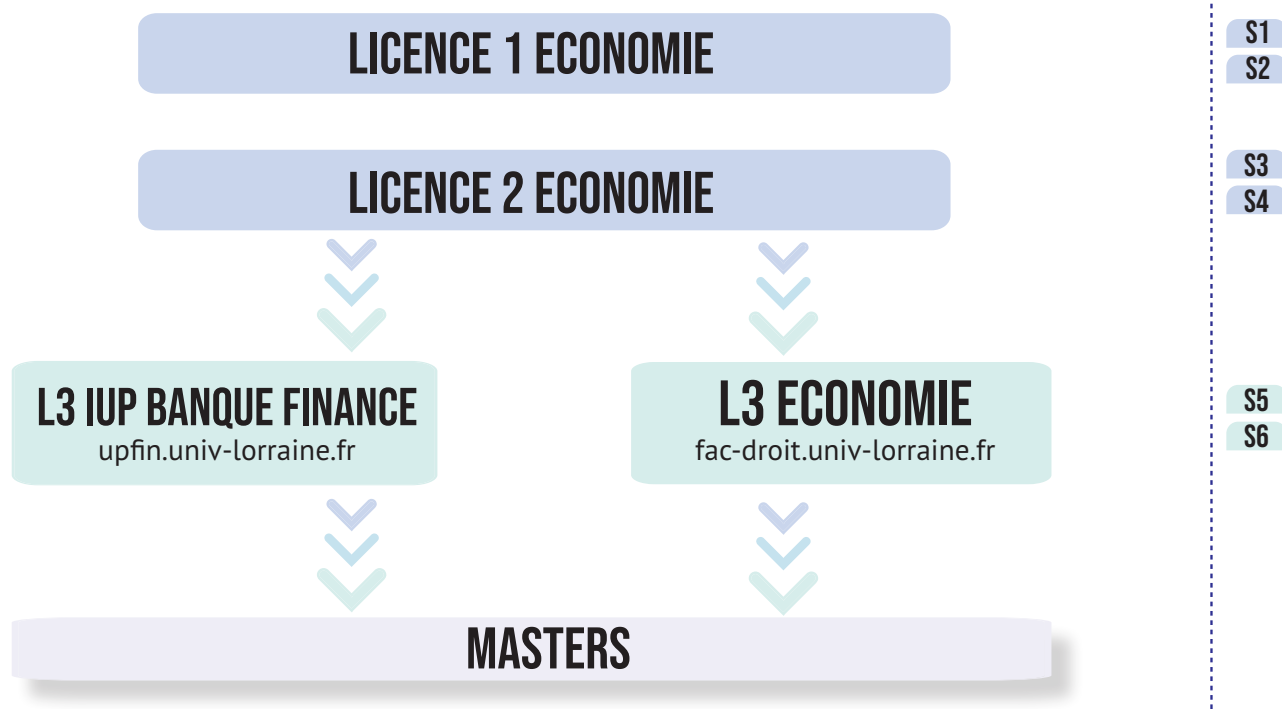 LICENCE 1 ECONOMIE
S1
S2
LICENCE 2 ECONOMIE
S3
S4
L3 IUP BANQUE FINANCE
upfin.univ-lorraine.fr
L3 ECONOMIE
fac-droit.univ-lorraine.fr
S5
S6
MASTERS